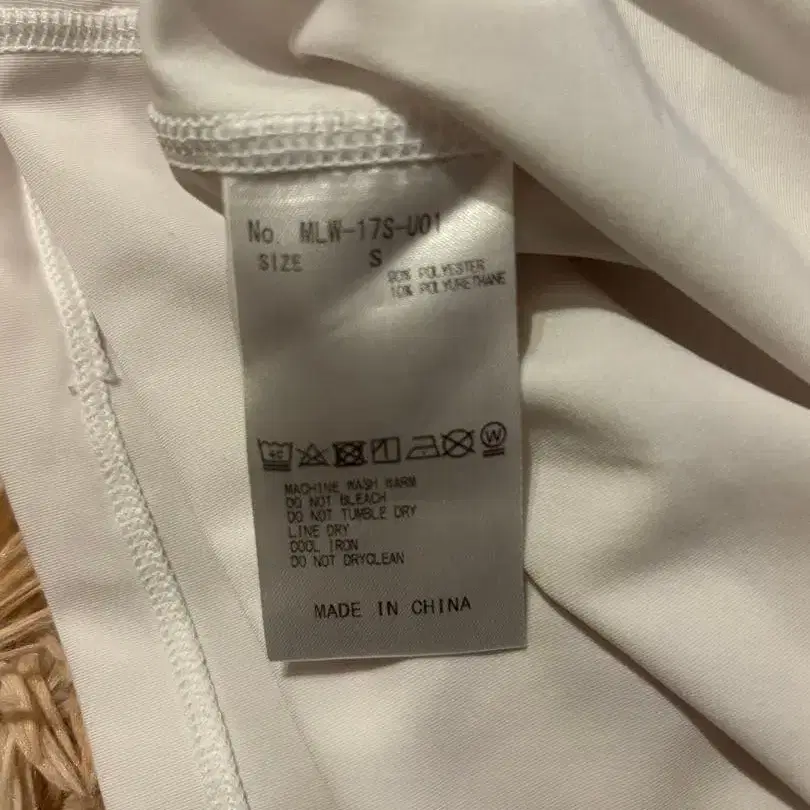 No. MLW-17S-U01
SIZE S
90% POLYESTER
10% POLYURETHANE
40 W
MACHINE WASH WARM
DO NOT BLEACH
DO NOT TUMBLE DRY
LINE DRY
COOL IRON
DO NOT DRYCLEAN
MADE IN CHINA